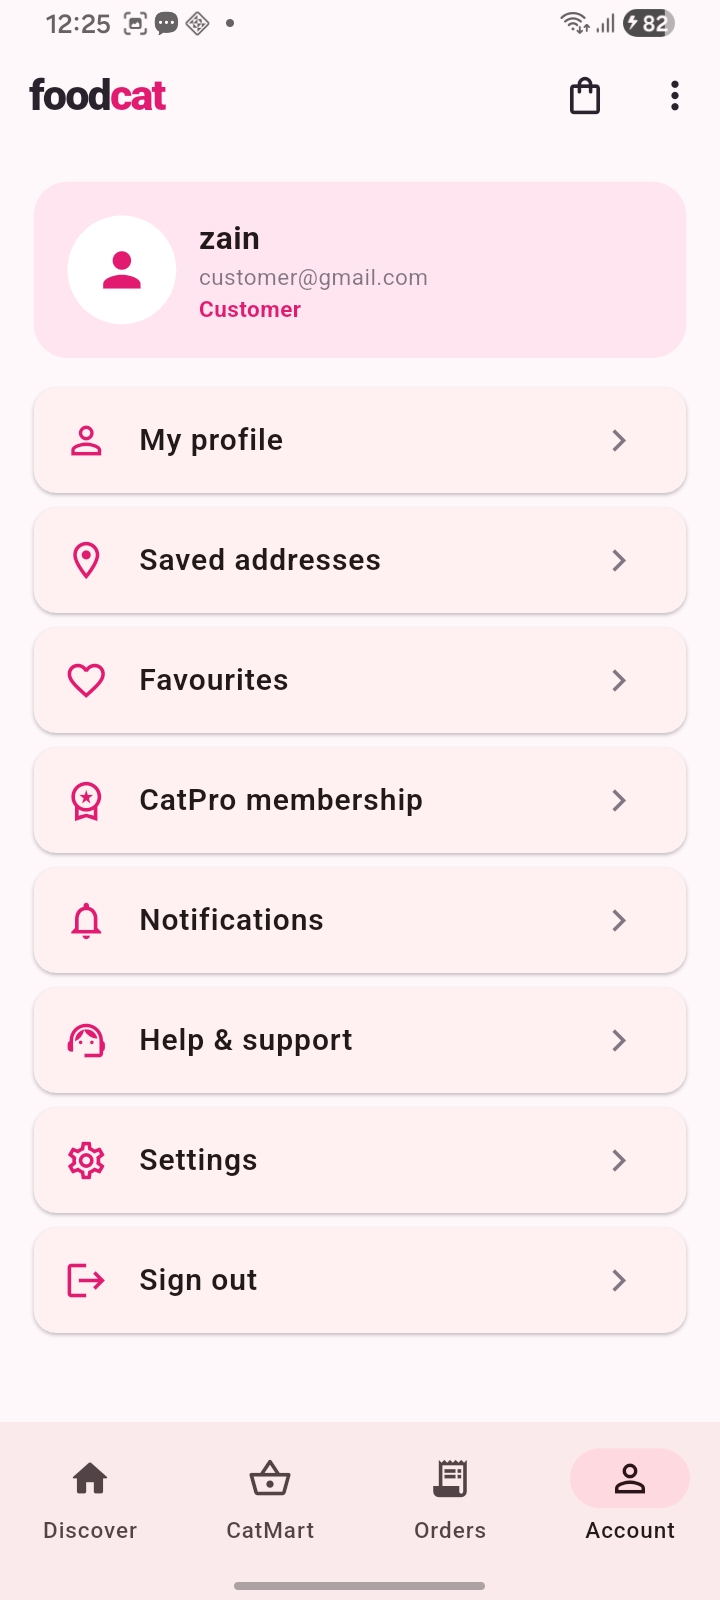 12:25
82
foodcat
zain
customer@gmail.com
Customer
My profile
Saved addresses
Favourites
CatPro membership
Notifications
Help & support
Settings
Sign out
Discover
CatMart
Orders
Account